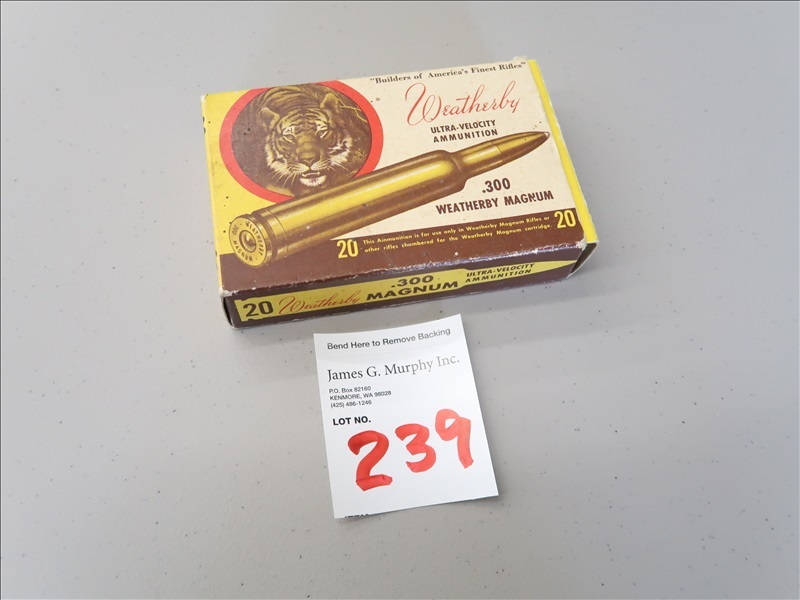 "Builders of America's Finest Rifles"
Weatherby
ULTRA-VELOCITY
AMMUNITION
.300
WEATHERBY MAGNUM
WEATHERBY
MAGNUM
20 This Ammunition is for use only in Weatherby Magnum Rifles or 20
other rifles chambered for the Weatherby Magnum cartridge.
20 Weatherby .300 MAGNUM ULTRA-VELOCITY
AMMUNITION
Bend Here to Remove Backing
James G. Murphy Inc.
P.O. Box 82160
KENMORE, WA 98028
(425) 486-1246
LOT NO.
239